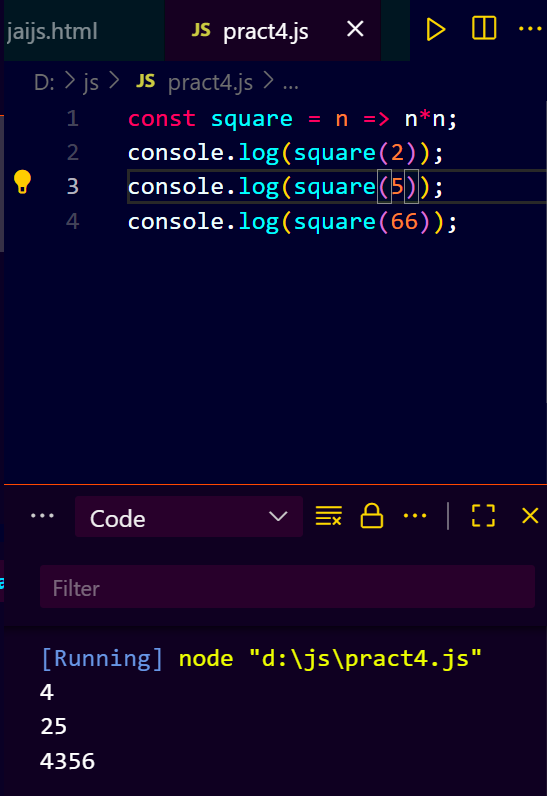 jaijs.html JS pract4.js
D: > js > JS pract4.js > ...
1 const square = n => n*n;
2 console.log(square(2));
3 console.log(square(5));
4 console.log(square(66));
Code
Filter
[Running] node "d:\js\pract4.js"
4
25
4356